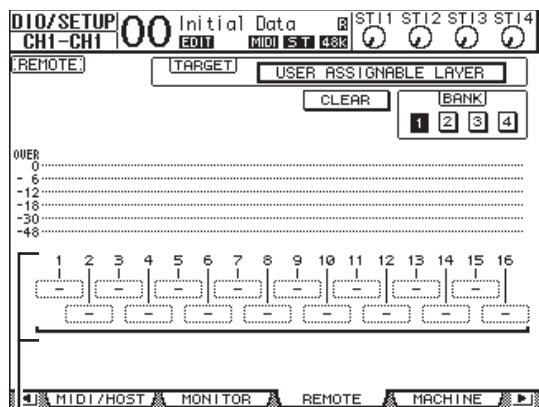 DIO/SETUP 00 Initial Data R ST1 ST2 ST3 ST4
CH1-CH1 EDIT MIDI S.T 48K
REMOTE TARGET USER ASSIGNABLE LAYER
CLEAR BANK
1 2 3 4
OVER
0
- 6
-12
-18
-30
-48
1 2 3 4 5 6 7 8 9 10 11 12 13 14 15 16
- - - - - - - -
- - - - - - - -
MIDI/HOST MONITOR REMOTE MACHINE